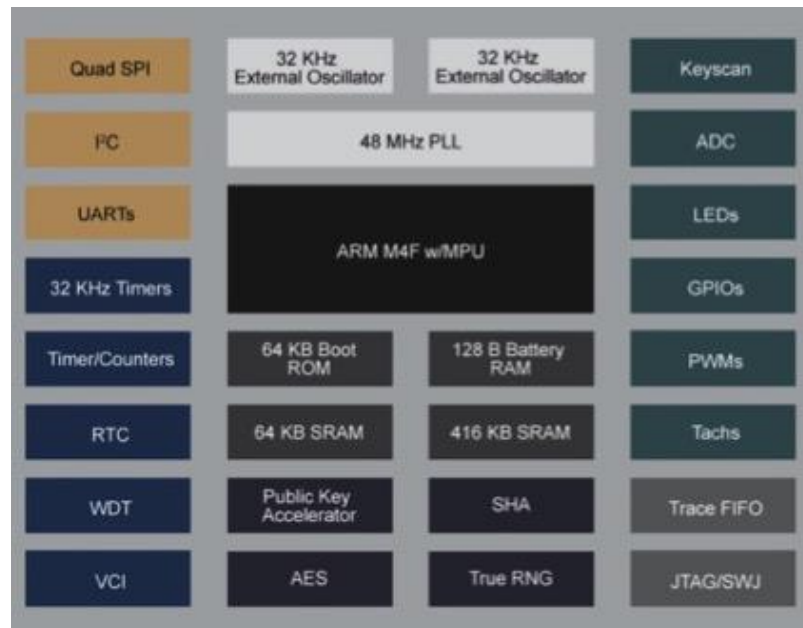 Quad SPI
32 KHz
External Oscillator
32 KHz
External Oscillator
Keyscan
I²C
48 MHz PLL
ADC
UARTs
ARM M4F w/MPU
LEDs
32 KHz Timers
GPIOs
Timer/Counters
64 KB Boot
ROM
128 B Battery
RAM
PWMs
RTC
64 KB SRAM
416 KB SRAM
Tachs
WDT
Public Key
Accelerator
SHA
Trace FIFO
VCI
AES
True RNG
JTAG/SWJ